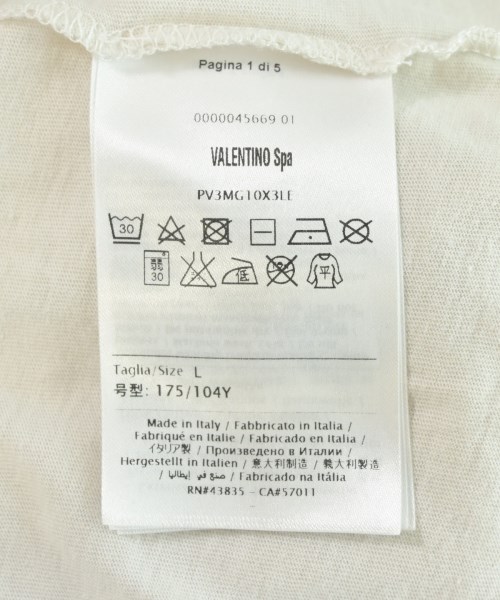 Pagina 1 di 5
0000045669 01
VALENTINO Spa
PV3MG10X3LE
30
弱
30
低
平
Taglia/Size L
号型: 175/104Y
Made in Italy / Fabbricato in Italia /
Fabriqué en Italie / Fabricado en Italia /
イタリア製 / Произведено в Италии /
Hergestellt in Italien / 意大利制造 / 義大利製造
/ صنع في إيطاليا / Fabricado na Itália
RN#43835 - CA#57011